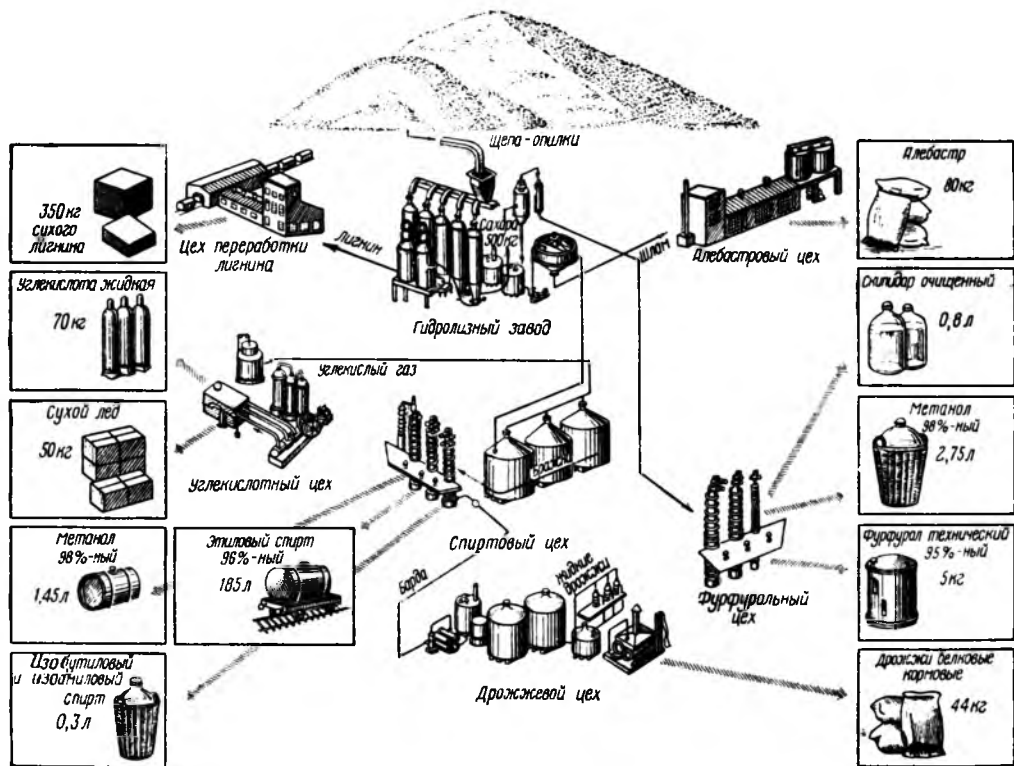 Щепа-опилки
350 кг
сухого
лигнина
Цех переработки
лигнина
Лигнин
Сахара
500 кг
Гидролизный завод
Шлам
Алебастровый цех
Алебастр
80 кг
Углекислота жидкая
70 кг
Углекислый газ
Скипидар очищенный
0,8 л
Сухой лед
50 кг
Углекислотный цех
Бражка
Спиртовый цех
Метанол
98%-ный
2,75 л
Метанол
98%-ный
1,45 л
Этиловый спирт
96%-ный
185 л
Барда
Жидкие
дрожжи
Фурфуральный
цех
Фурфурал технический
95%-ный
5 кг
Изобутиловый
и изоамиловый
спирт
0,3 л
Дрожжевой цех
Дрожжи белковые
кормовые
44 кг